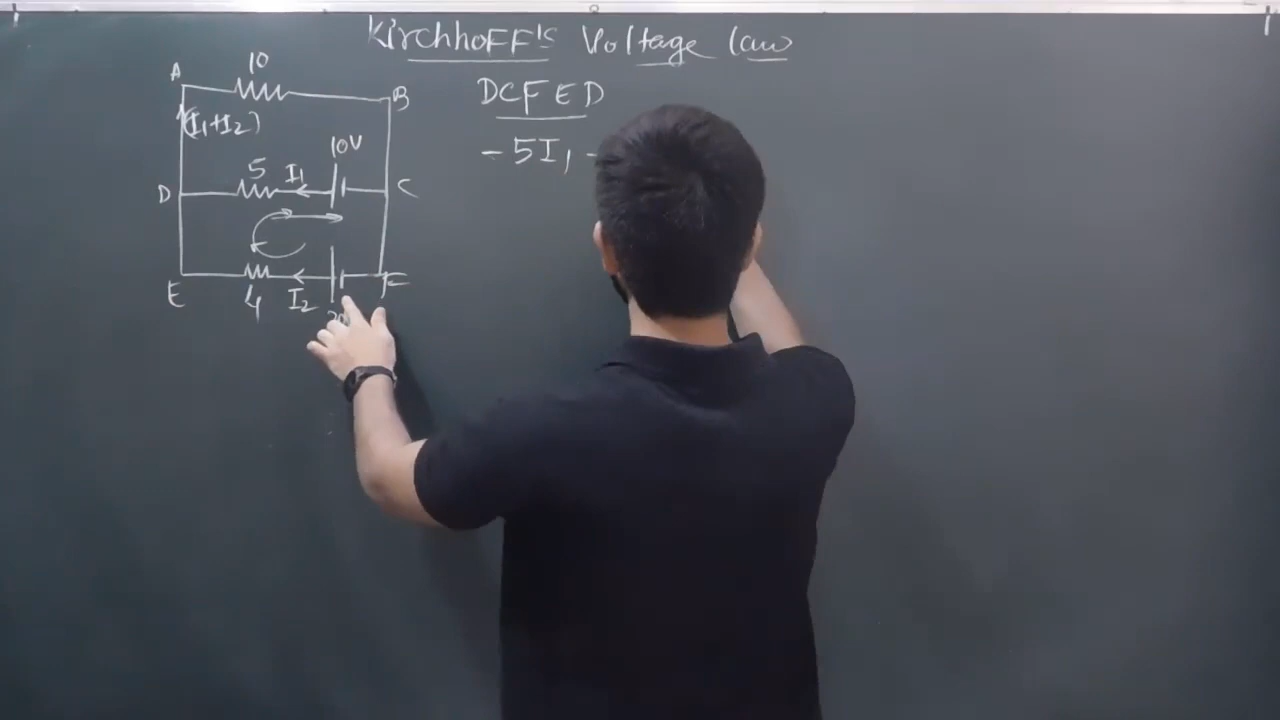 Kirchhoff's Voltage law
DCFED
-5I₁ -
A
10
B
(I₁+I₂)
10V
5
I₁
D
C
E
4
I₂
F